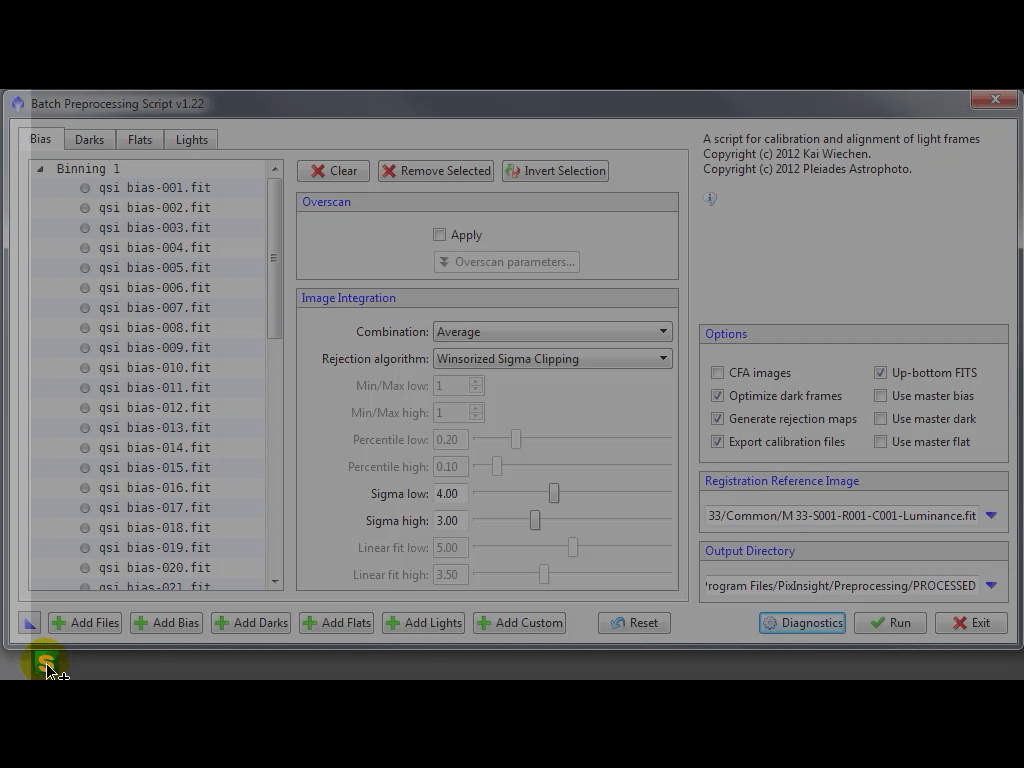 Batch Preprocessing Script v1.22
Bias Darks Flats Lights
Binning 1
qsi bias-001.fit
qsi bias-002.fit
qsi bias-003.fit
qsi bias-004.fit
qsi bias-005.fit
qsi bias-006.fit
qsi bias-007.fit
qsi bias-008.fit
qsi bias-009.fit
qsi bias-010.fit
qsi bias-011.fit
qsi bias-012.fit
qsi bias-013.fit
qsi bias-014.fit
qsi bias-015.fit
qsi bias-016.fit
qsi bias-017.fit
qsi bias-018.fit
qsi bias-019.fit
qsi bias-020.fit
qsi bias-021.fit
Clear Remove Selected Invert Selection
Overscan
Apply
Overscan parameters...
Image Integration
Combination: Average
Rejection algorithm: Winsorized Sigma Clipping
Min/Max low: 1
Min/Max high: 1
Percentile low: 0.20
Percentile high: 0.10
Sigma low: 4.00
Sigma high: 3.00
Linear fit low: 5.00
Linear fit high: 3.50
A script for calibration and alignment of light frames
Copyright (c) 2012 Kai Wiechen.
Copyright (c) 2012 Pleiades Astrophoto.
Options
CFA images Up-bottom FITS
Optimize dark frames Use master bias
Generate rejection maps Use master dark
Export calibration files Use master flat
Registration Reference Image
33/Common/M 33-S001-R001-C001-Luminance.fit
Output Directory
rogram Files/PixInsight/Preprocessing/PROCESSED
Add Files Add Bias Add Darks Add Flats Add Lights Add Custom Reset Diagnostics Run Exit
S